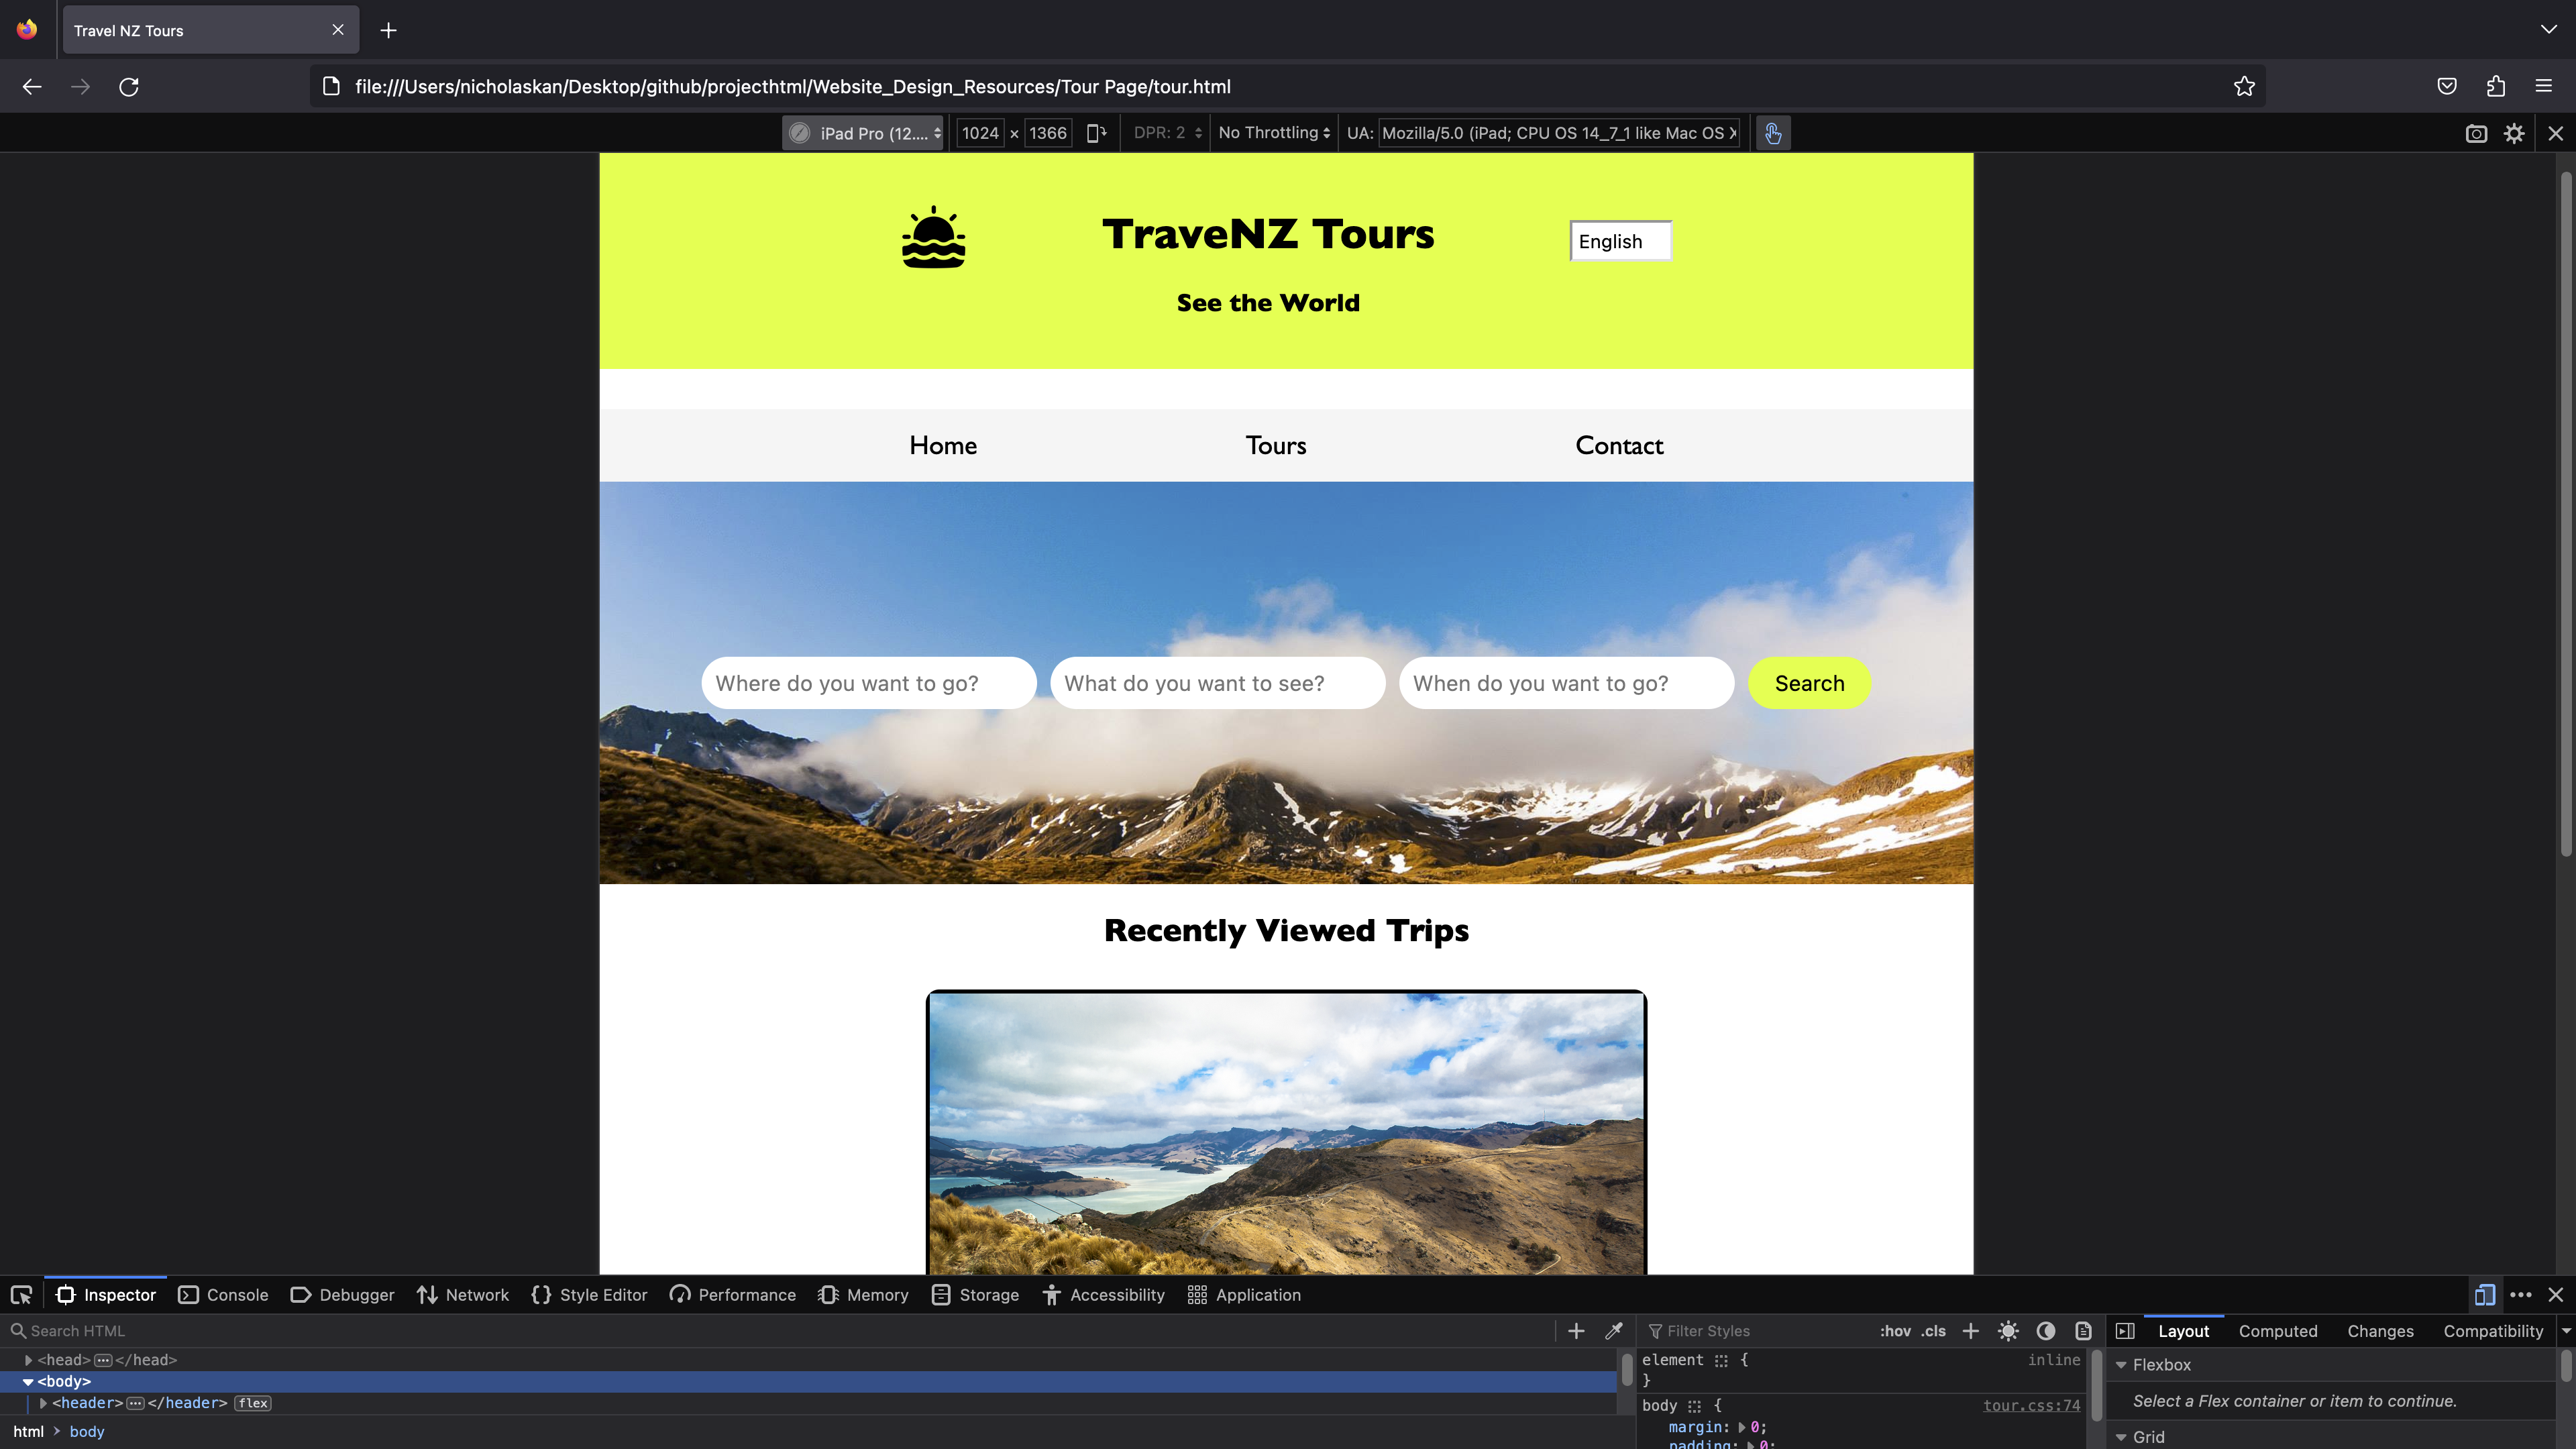 Travel NZ Tours
file:///Users/nicholaskan/Desktop/github/projecthtml/Website_Design_Resources/Tour Page/tour.html
iPad Pro (12.... 1024 × 1366 DPR: 2 No Throttling UA: Mozilla/5.0 (iPad; CPU OS 14_7_1 like Mac OS X
TraveNZ Tours
English
See the World
Home Tours Contact
Where do you want to go? What do you want to see? When do you want to go? Search
Recently Viewed Trips
Inspector Console Debugger Network Style Editor Performance Memory Storage Accessibility Application
Search HTML
<head>…</head>
<body>
<header>…</header> flex
html > body
Filter Styles :hov .cls
element { inline
}
body { tour.css:74
margin: 0;
padding: 0;
Layout Computed Changes Compatibility
Flexbox
Select a Flex container or item to continue.
Grid